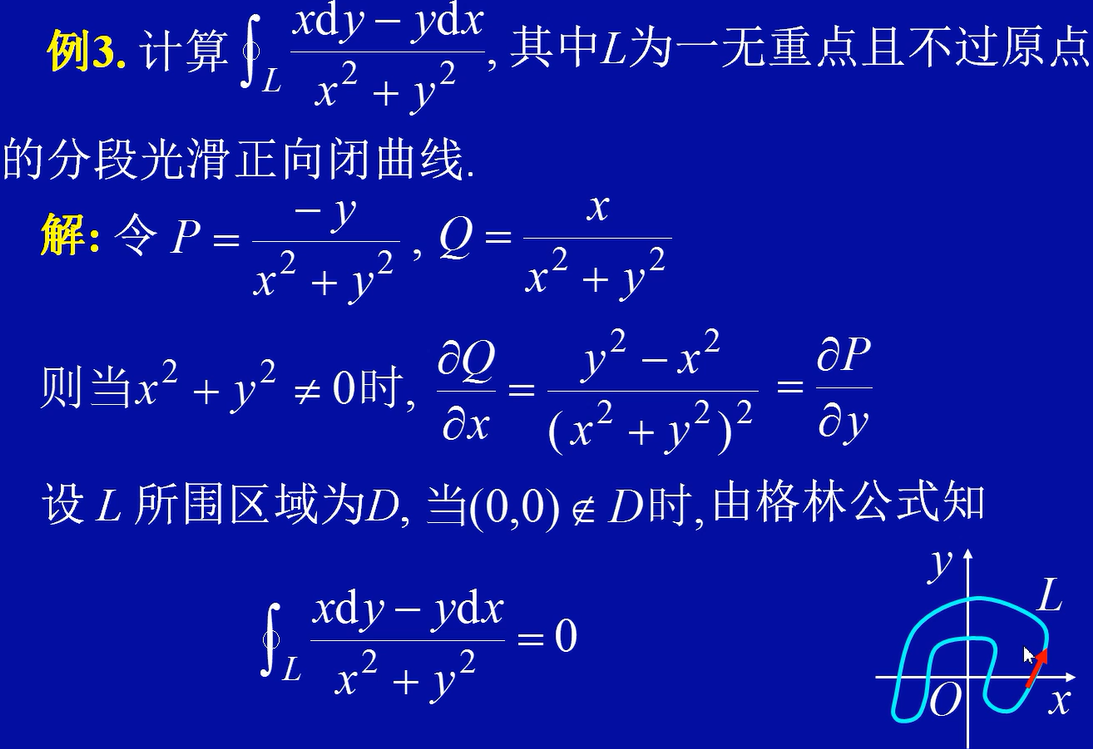 例3. 计算 $\oint_L \frac{x\mathrm{d}y - y\mathrm{d}x}{x^2 + y^2}$, 其中L为一无重点且不过原点
的分段光滑正向闭曲线.
解: 令 $P = \frac{-y}{x^2 + y^2}$, $Q = \frac{x}{x^2 + y^2}$
则当 $x^2 + y^2 \neq 0$ 时, $\frac{\partial Q}{\partial x} = \frac{y^2 - x^2}{(x^2 + y^2)^2} = \frac{\partial P}{\partial y}$
设 L 所围区域为D, 当(0,0) ∉ D时, 由格林公式知
$\oint_L \frac{x\mathrm{d}y - y\mathrm{d}x}{x^2 + y^2} = 0$
y
L
O
x